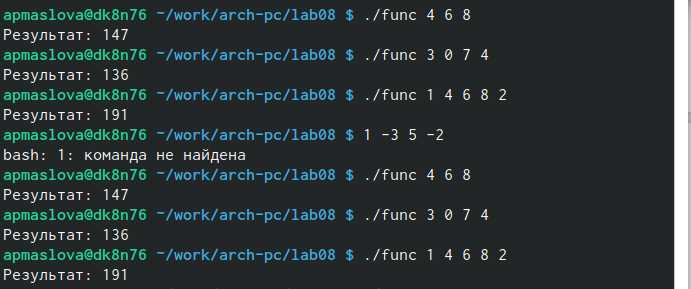 apmaslova@dk8n76 ~/work/arch-pc/lab08 $ ./func 4 6 8
Результат: 147
apmaslova@dk8n76 ~/work/arch-pc/lab08 $ ./func 3 0 7 4
Результат: 136
apmaslova@dk8n76 ~/work/arch-pc/lab08 $ ./func 1 4 6 8 2
Результат: 191
apmaslova@dk8n76 ~/work/arch-pc/lab08 $ 1 -3 5 -2
bash: 1: команда не найдена
apmaslova@dk8n76 ~/work/arch-pc/lab08 $ ./func 4 6 8
Результат: 147
apmaslova@dk8n76 ~/work/arch-pc/lab08 $ ./func 3 0 7 4
Результат: 136
apmaslova@dk8n76 ~/work/arch-pc/lab08 $ ./func 1 4 6 8 2
Результат: 191